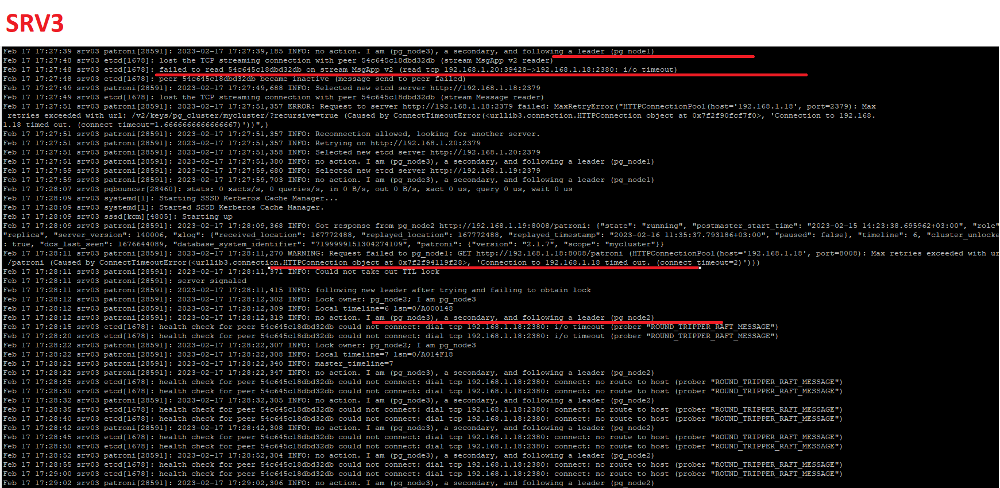 SRV3
Feb 17 17:27:39 srv03 patroni[28591]: 2023-02-17 17:27:39,185 INFO: no action. I am (pg_node3), a secondary, and following a leader (pg_node1)
Feb 17 17:27:48 srv03 etcd[1678]: lost the TCP streaming connection with peer 54c645c18dbd32db (stream MsgApp v2 reader)
Feb 17 17:27:48 srv03 etcd[1678]: failed to read 54c645c18dbd32db on stream MsgApp v2 (read tcp 192.168.1.20:39428->192.168.1.18:2380: i/o timeout)
Feb 17 17:27:48 srv03 etcd[1678]: peer 54c645c18dbd32db became inactive (message send to peer failed)
Feb 17 17:27:49 srv03 patroni[28591]: 2023-02-17 17:27:49,688 INFO: Selected new etcd server http://192.168.1.18:2379
Feb 17 17:27:49 srv03 etcd[1678]: lost the TCP streaming connection with peer 54c645c18dbd32db (stream Message reader)
Feb 17 17:27:51 srv03 patroni[28591]: 2023-02-17 17:27:51,357 ERROR: Request to server http://192.168.1.18:2379 failed: MaxRetryError("HTTPConnectionPool(host='192.168.1.18', port=2379): Max
retries exceeded with url: /v2/keys/pg_cluster/mycluster/?recursive=true (Caused by ConnectTimeoutError(<urllib3.connection.HTTPConnection object at 0x7f2f90fcf7f0>, 'Connection to 192.168.
1.18 timed out. (connect timeout=1.6666666666666667)'))",)
Feb 17 17:27:51 srv03 patroni[28591]: 2023-02-17 17:27:51,357 INFO: Reconnection allowed, looking for another server.
Feb 17 17:27:51 srv03 patroni[28591]: 2023-02-17 17:27:51,357 INFO: Retrying on http://192.168.1.20:2379
Feb 17 17:27:51 srv03 patroni[28591]: 2023-02-17 17:27:51,358 INFO: Selected new etcd server http://192.168.1.20:2379
Feb 17 17:27:51 srv03 patroni[28591]: 2023-02-17 17:27:51,380 INFO: no action. I am (pg_node3), a secondary, and following a leader (pg_node1)
Feb 17 17:27:59 srv03 patroni[28591]: 2023-02-17 17:27:59,680 INFO: Selected new etcd server http://192.168.1.19:2379
Feb 17 17:27:59 srv03 patroni[28591]: 2023-02-17 17:27:59,703 INFO: no action. I am (pg_node3), a secondary, and following a leader (pg_node1)
Feb 17 17:28:07 srv03 pgbouncer[28460]: stats: 0 xacts/s, 0 queries/s, in 0 B/s, out 0 B/s, xact 0 us, query 0 us, wait 0 us
Feb 17 17:28:09 srv03 systemd[1]: Starting SSSD Kerberos Cache Manager...
Feb 17 17:28:09 srv03 systemd[1]: Started SSSD Kerberos Cache Manager.
Feb 17 17:28:09 srv03 sssd[kcm][4805]: Starting up
Feb 17 17:28:09 srv03 patroni[28591]: 2023-02-17 17:28:09,368 INFO: Got response from pg_node2 http://192.168.1.19:8008/patroni: {"state": "running", "postmaster_start_time": "2023-02-15 14:23:38.695962+03:00", "role"
"replica", "server_version": 140006, "xlog": {"received_location": 167772488, "replayed_location": 167772488, "replayed_timestamp": "2023-02-16 11:35:37.793186+03:00", "paused": false}, "timeline": 6, "cluster_unlocke
: true, "dcs_last_seen": 1676644089, "database_system_identifier": "7199999151304274109", "patroni": {"version": "2.1.7", "scope": "mycluster"}}
Feb 17 17:28:11 srv03 patroni[28591]: 2023-02-17 17:28:11,270 WARNING: Request failed to pg_node1: GET http://192.168.1.18:8008/patroni (HTTPConnectionPool(host='192.168.1.18', port=8008): Max retries exceeded with ur
/patroni (Caused by ConnectTimeoutError(<urllib3.connection.HTTPConnection object at 0x7f2f94119f28>, 'Connection to 192.168.1.18 timed out. (connect timeout=2)')))
Feb 17 17:28:11 srv03 patroni[28591]: 2023-02-17 17:28:11,371 INFO: Could not take out TTL lock
Feb 17 17:28:11 srv03 patroni[28591]: server signaled
Feb 17 17:28:11 srv03 patroni[28591]: 2023-02-17 17:28:11,415 INFO: following new leader after trying and failing to obtain lock
Feb 17 17:28:12 srv03 patroni[28591]: 2023-02-17 17:28:12,302 INFO: Lock owner: pg_node2; I am pg_node3
Feb 17 17:28:12 srv03 patroni[28591]: 2023-02-17 17:28:12,309 INFO: Local timeline=6 lsn=0/A000148
Feb 17 17:28:12 srv03 patroni[28591]: 2023-02-17 17:28:12,319 INFO: no action. I am (pg_node3), a secondary, and following a leader (pg_node2)
Feb 17 17:28:15 srv03 etcd[1678]: health check for peer 54c645c18dbd32db could not connect: dial tcp 192.168.1.18:2380: i/o timeout (prober "ROUND_TRIPPER_RAFT_MESSAGE")
Feb 17 17:28:20 srv03 etcd[1678]: health check for peer 54c645c18dbd32db could not connect: dial tcp 192.168.1.18:2380: i/o timeout (prober "ROUND_TRIPPER_RAFT_MESSAGE")
Feb 17 17:28:22 srv03 patroni[28591]: 2023-02-17 17:28:22,307 INFO: Lock owner: pg_node2; I am pg_node3
Feb 17 17:28:22 srv03 patroni[28591]: 2023-02-17 17:28:22,308 INFO: Local timeline=7 lsn=0/A014F18
Feb 17 17:28:22 srv03 patroni[28591]: 2023-02-17 17:28:22,340 INFO: master_timeline=7
Feb 17 17:28:22 srv03 patroni[28591]: 2023-02-17 17:28:22,347 INFO: no action. I am (pg_node3), a secondary, and following a leader (pg_node2)
Feb 17 17:28:25 srv03 etcd[1678]: health check for peer 54c645c18dbd32db could not connect: dial tcp 192.168.1.18:2380: connect: no route to host (prober "ROUND_TRIPPER_RAFT_MESSAGE")
Feb 17 17:28:30 srv03 etcd[1678]: health check for peer 54c645c18dbd32db could not connect: dial tcp 192.168.1.18:2380: connect: no route to host (prober "ROUND_TRIPPER_RAFT_MESSAGE")
Feb 17 17:28:32 srv03 patroni[28591]: 2023-02-17 17:28:32,305 INFO: no action. I am (pg_node3), a secondary, and following a leader (pg_node2)
Feb 17 17:28:35 srv03 etcd[1678]: health check for peer 54c645c18dbd32db could not connect: dial tcp 192.168.1.18:2380: connect: no route to host (prober "ROUND_TRIPPER_RAFT_MESSAGE")
Feb 17 17:28:40 srv03 etcd[1678]: health check for peer 54c645c18dbd32db could not connect: dial tcp 192.168.1.18:2380: connect: no route to host (prober "ROUND_TRIPPER_RAFT_MESSAGE")
Feb 17 17:28:42 srv03 patroni[28591]: 2023-02-17 17:28:42,308 INFO: no action. I am (pg_node3), a secondary, and following a leader (pg_node2)
Feb 17 17:28:45 srv03 etcd[1678]: health check for peer 54c645c18dbd32db could not connect: dial tcp 192.168.1.18:2380: connect: no route to host (prober "ROUND_TRIPPER_RAFT_MESSAGE")
Feb 17 17:28:50 srv03 etcd[1678]: health check for peer 54c645c18dbd32db could not connect: dial tcp 192.168.1.18:2380: connect: no route to host (prober "ROUND_TRIPPER_RAFT_MESSAGE")
Feb 17 17:28:52 srv03 patroni[28591]: 2023-02-17 17:28:52,304 INFO: no action. I am (pg_node3), a secondary, and following a leader (pg_node2)
Feb 17 17:28:55 srv03 etcd[1678]: health check for peer 54c645c18dbd32db could not connect: dial tcp 192.168.1.18:2380: connect: no route to host (prober "ROUND_TRIPPER_RAFT_MESSAGE")
Feb 17 17:29:00 srv03 etcd[1678]: health check for peer 54c645c18dbd32db could not connect: dial tcp 192.168.1.18:2380: connect: no route to host (prober "ROUND_TRIPPER_RAFT_MESSAGE")
Feb 17 17:29:02 srv03 patroni[28591]: 2023-02-17 17:29:02,306 INFO: no action. I am (pg_node3), a secondary, and following a leader (pg_node2)